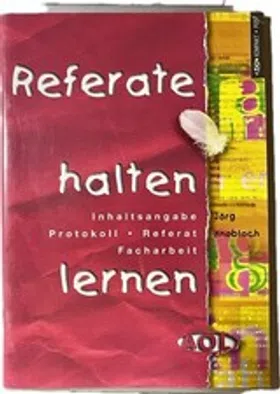 Referate
halten
Inhaltsangabe
Protokoll • Referat
Facharbeit
Jörg
Knobloch
lernen
AOL